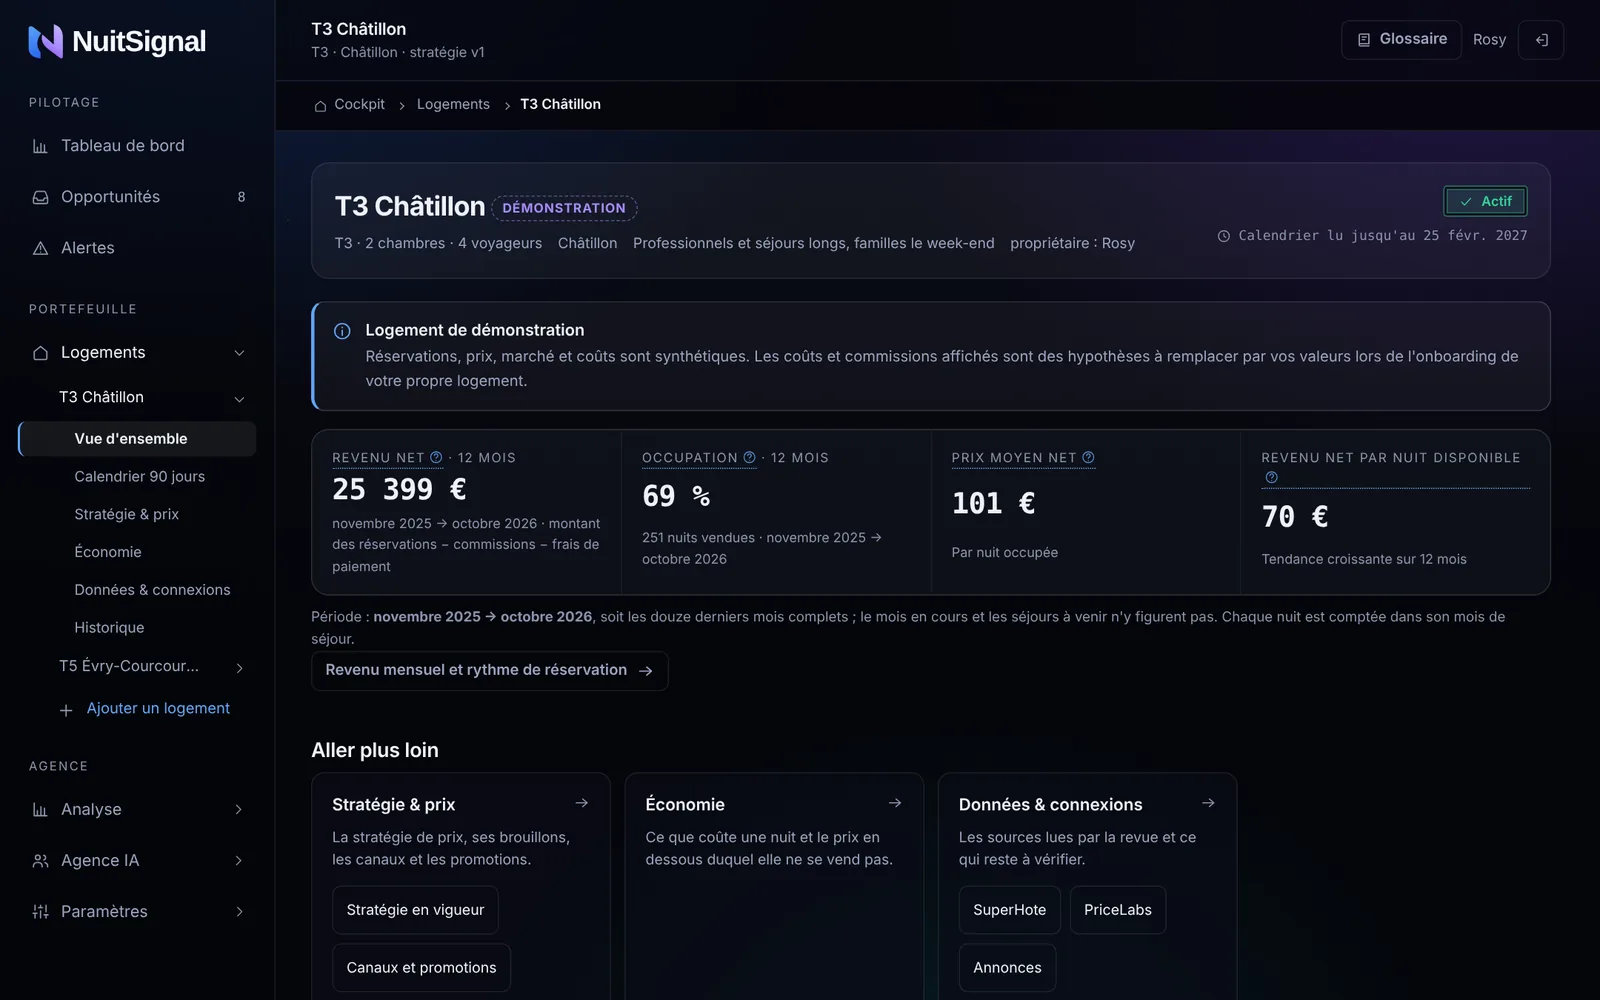 NuitSignal
PILOTAGE
Tableau de bord
Opportunités 8
Alertes
PORTEFEUILLE
Logements
T3 Châtillon
Vue d'ensemble
Calendrier 90 jours
Stratégie & prix
Économie
Données & connexions
Historique
T5 Évry-Courcour...
Ajouter un logement
AGENCE
Analyse
Agence IA
Paramètres
T3 Châtillon
T3 · Châtillon · stratégie v1
Glossaire
Rosy
Cockpit > Logements > T3 Châtillon
T3 Châtillon DÉMONSTRATION
Actif
T3 · 2 chambres · 4 voyageurs Châtillon Professionnels et séjours longs, familles le week-end propriétaire : Rosy
Calendrier lu jusqu'au 25 févr. 2027
Logement de démonstration
Réservations, prix, marché et coûts sont synthétiques. Les coûts et commissions affichés sont des hypothèses à remplacer par vos valeurs lors de l'onboarding de
votre propre logement.
REVENU NET · 12 MOIS
25 399 €
novembre 2025 → octobre 2026 · montant
des réservations − commissions − frais de
paiement
OCCUPATION · 12 MOIS
69 %
251 nuits vendues · novembre 2025 →
octobre 2026
PRIX MOYEN NET
101 €
Par nuit occupée
REVENU NET PAR NUIT DISPONIBLE
70 €
Tendance croissante sur 12 mois
Période : novembre 2025 → octobre 2026, soit les douze derniers mois complets ; le mois en cours et les séjours à venir n'y figurent pas. Chaque nuit est comptée dans son mois de
séjour.
Revenu mensuel et rythme de réservation →
Aller plus loin
Stratégie & prix →
La stratégie de prix, ses brouillons,
les canaux et les promotions.
Stratégie en vigueur
Canaux et promotions
Économie →
Ce que coûte une nuit et le prix en
dessous duquel elle ne se vend pas.
Données & connexions →
Les sources lues par la revue et ce
qui reste à vérifier.
SuperHote
PriceLabs
Annonces